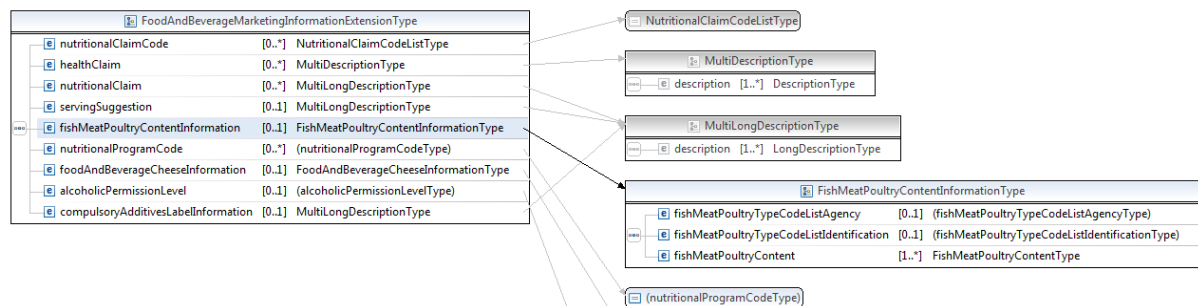 FoodAndBeverageMarketingInformationExtensionType
nutritionalClaimCode [0..*] NutritionalClaimCodeListType
healthClaim [0..*] MultiDescriptionType
nutritionalClaim [0..*] MultiLongDescriptionType
servingSuggestion [0..1] MultiLongDescriptionType
fishMeatPoultryContentInformation [0..1] FishMeatPoultryContentInformationType
nutritionalProgramCode [0..*] (nutritionalProgramCodeType)
foodAndBeverageCheeseInformation [0..1] FoodAndBeverageCheeseInformationType
alcoholicPermissionLevel [0..1] (alcoholicPermissionLevelType)
compulsoryAdditivesLabelInformation [0..1] MultiLongDescriptionType
NutritionalClaimCodeListType
MultiDescriptionType
description [1..*] DescriptionType
MultiLongDescriptionType
description [1..*] LongDescriptionType
FishMeatPoultryContentInformationType
fishMeatPoultryTypeCodeListAgency [0..1] (fishMeatPoultryTypeCodeListAgencyType)
fishMeatPoultryTypeCodeListIdentification [0..1] (fishMeatPoultryTypeCodeListIdentificationType)
fishMeatPoultryContent [1..*] FishMeatPoultryContentType
(nutritionalProgramCodeType)